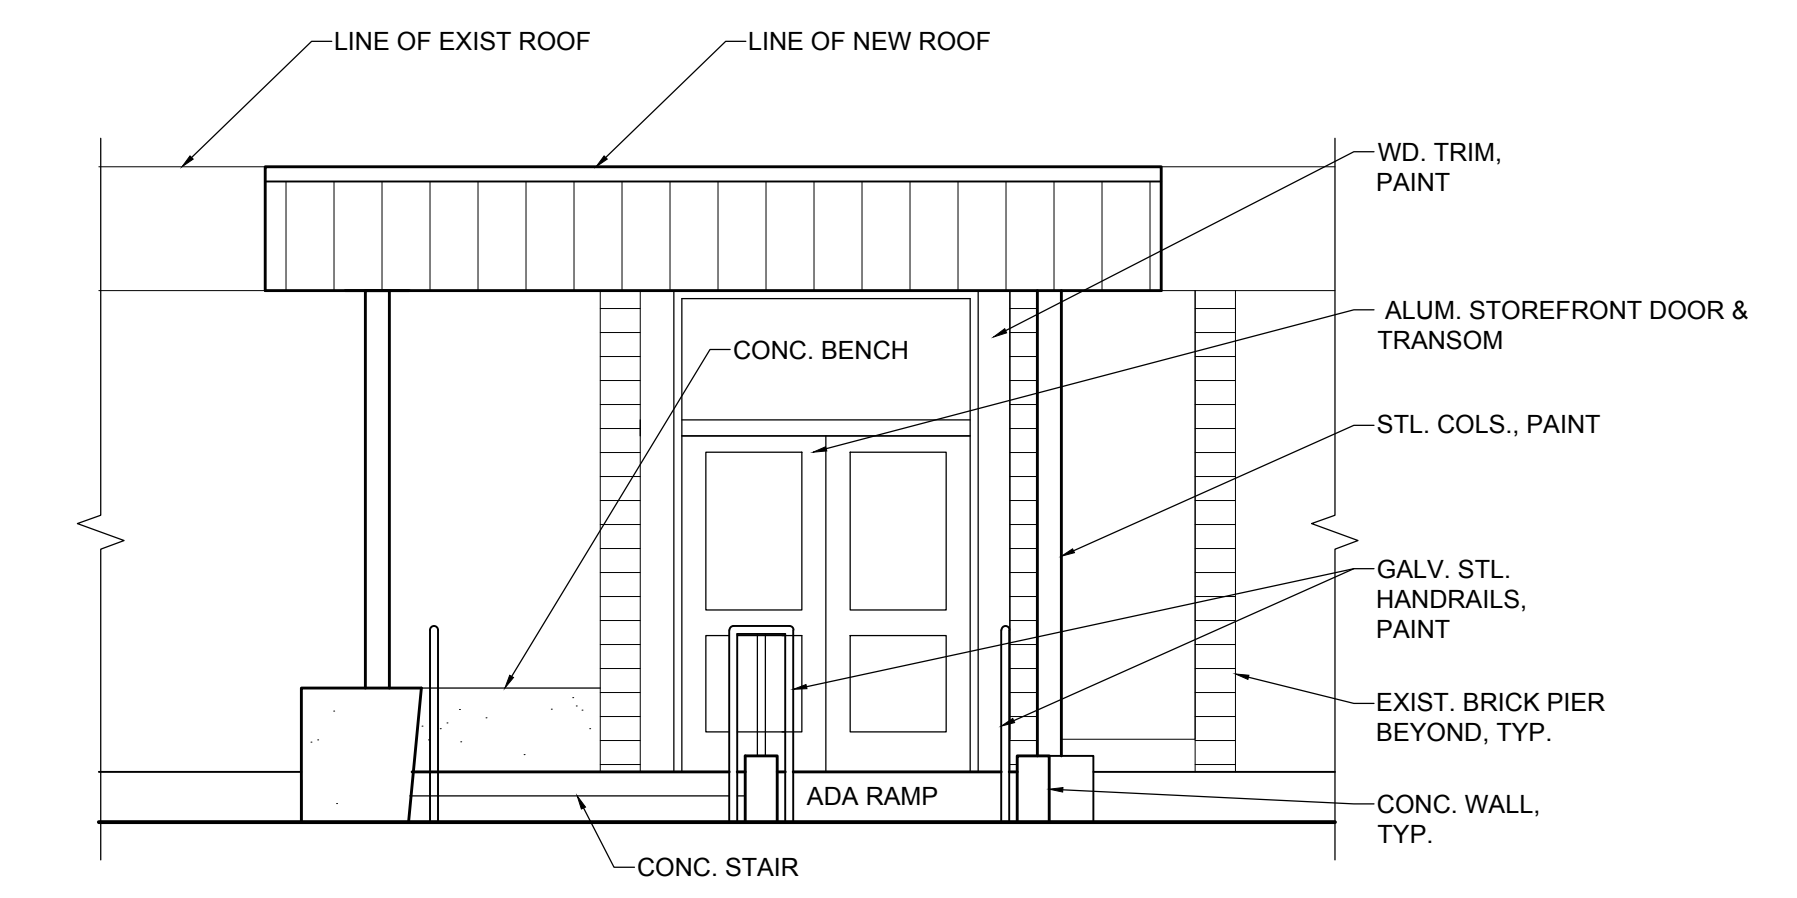 LINE OF EXIST ROOF
LINE OF NEW ROOF
WD. TRIM,
PAINT
ALUM. STOREFRONT DOOR &
TRANSOM
CONC. BENCH
STL. COLS., PAINT
GALV. STL.
HANDRAILS,
PAINT
EXIST. BRICK PIER
BEYOND, TYP.
ADA RAMP
CONC. WALL,
TYP.
CONC. STAIR